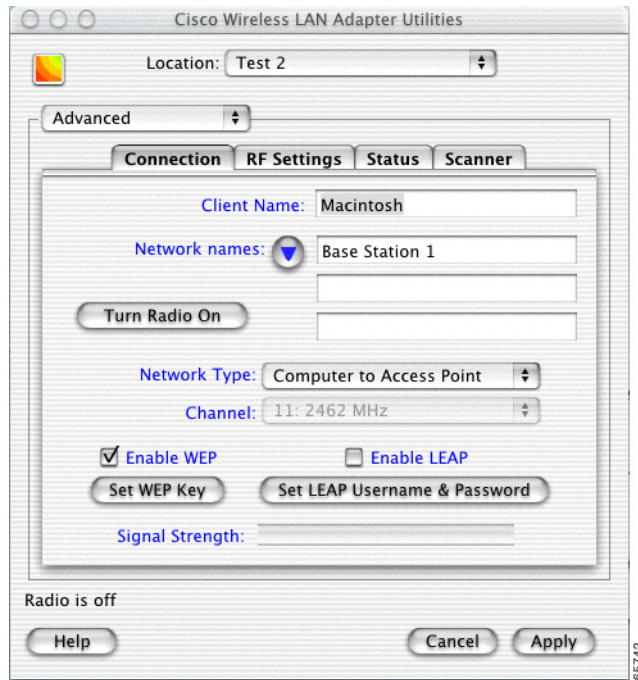 Cisco Wireless LAN Adapter Utilities
Location: Test 2
Advanced
Connection RF Settings Status Scanner
Client Name: Macintosh
Network names: Base Station 1
Turn Radio On
Network Type: Computer to Access Point
Channel: 11: 2462 MHz
Enable WEP Enable LEAP
Set WEP Key Set LEAP Username & Password
Signal Strength:
Radio is off
Help Cancel Apply
65743